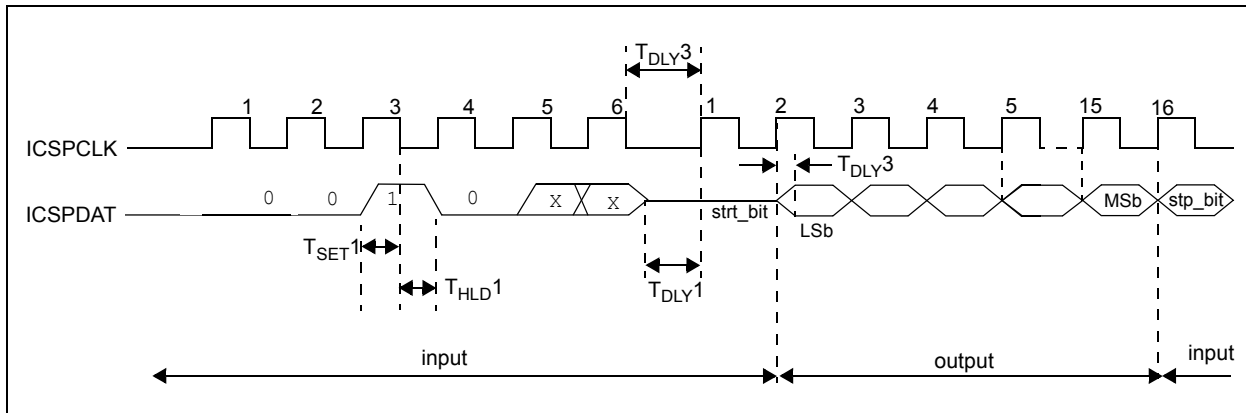 TDLY3
1 2 3 4 5 6 1 2 3 4 5 15 16
ICSPCLK
TDLY3
ICSPDAT
0 0 1 0 x x strt_bit MSb stp_bit
LSb
TSET1
THLD1
TDLY1
input output input